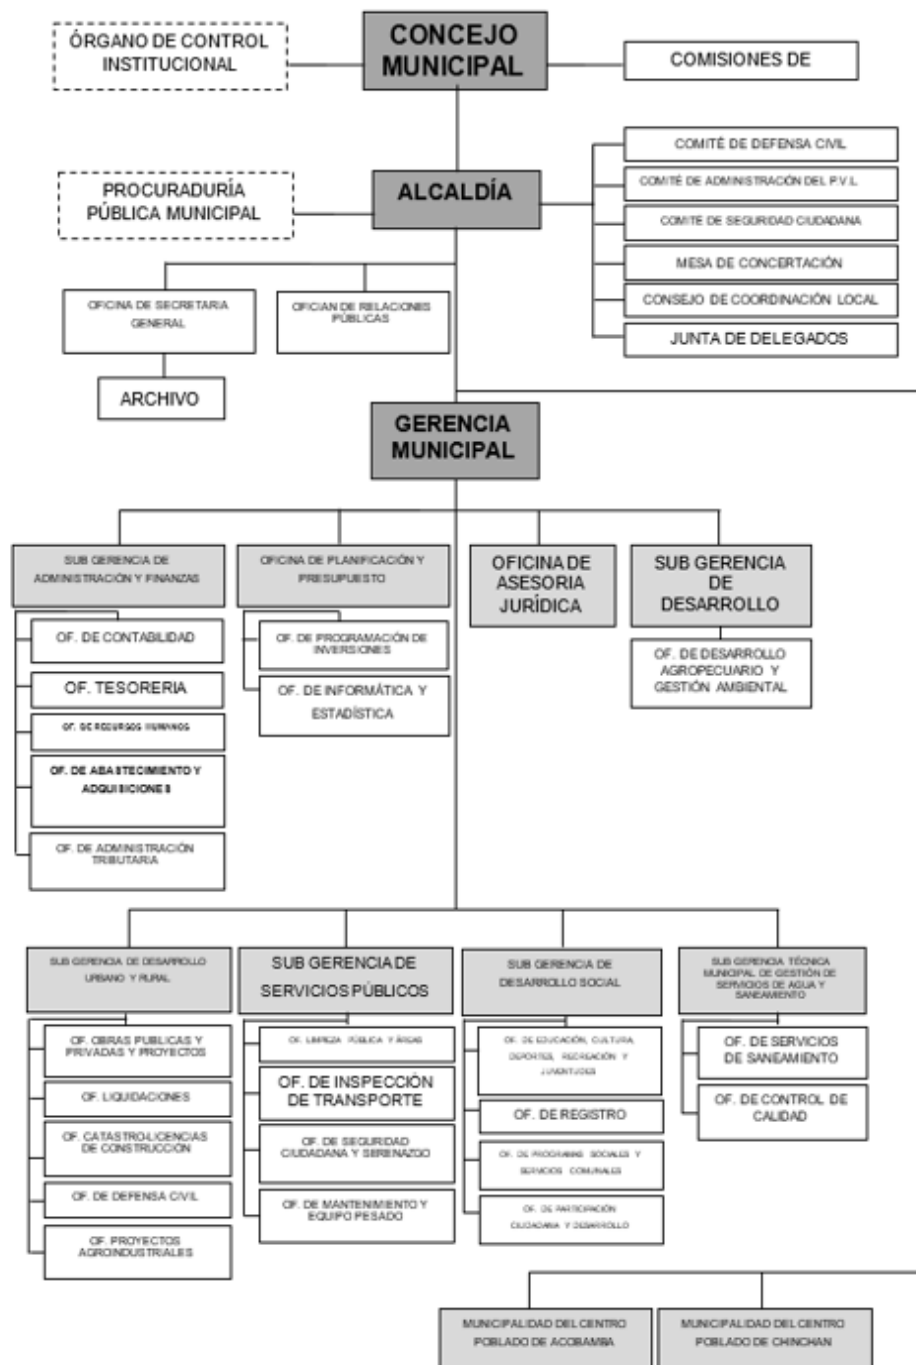 ÓRGANO DE CONTROL
INSTITUCIONAL
CONCEJO
MUNICIPAL
COMISIONES DE
PROCURADURÍA
PÚBLICA MUNICIPAL
ALCALDÍA
COMITÉ DE DEFENSA CIVIL
COMITÉ DE ADMINISTRACIÓN DEL P.V.L
COMITÉ DE SEGURIDAD CIUDADANA
MESA DE CONCERTACIÓN
CONSEJO DE COORDINACIÓN LOCAL
JUNTA DE DELEGADOS
OFICINA DE SECRETARIA
GENERAL
OFICIAN DE RELACIONES
PÚBLICAS
ARCHIVO
GERENCIA
MUNICIPAL
SUB GERENCIA DE
ADMINISTRACIÓN Y FINANZAS
OFICINA DE PLANIFICACIÓN Y
PRESUPUESTO
OFICINA DE
ASESORIA
JURÍDICA
SUB GERENCIA
DE
DESARROLLO
OF. DE CONTABILIDAD
OF. TESORERIA
OF. DE RECURSOS HUMANOS
OF. DE ABASTECIMIENTO Y
ADQUISICIONES
OF. DE ADMINISTRACIÓN
TRIBUTARIA
OF. DE PROGRAMACIÓN DE
INVERSIONES
OF. DE INFORMÁTICA Y
ESTADÍSTICA
OF. DE DESARROLLO
AGROPECUARIO Y
GESTIÓN AMBIENTAL
SUB GERENCIA DE DESARROLLO
URBANO Y RURAL
SUB GERENCIA DE
SERVICIOS PÚBLICOS
SUB GERENCIA DE
DESARROLLO SOCIAL
SUB GERENCIA TÉCNICA
MUNICIPAL DE GESTIÓN DE
SERVICIOS DE AGUA Y
SANEAMIENTO
OF. OBRAS PUBLICAS Y
PRIVADAS Y PROYECTOS
OF. LIQUIDACIONES
OF. CATASTRO-LICENCIAS
DE CONSTRUCCIÓN
OF. DE DEFENSA CIVIL
OF. PROYECTOS
AGROINDUSTRIALES
OF. LIMPIEZA PÚBLICA Y ÁREAS
OF. DE INSPECCIÓN
DE TRANSPORTE
OF. DE SEGURIDAD
CIUDADANA Y SERENAZGO
OF. DE MANTENIMIENTO Y
EQUIPO PESADO
OF. DE EDUCACIÓN, CULTURA,
DEPORTES, RECREACIÓN Y
JUVENTUDES
OF. DE REGISTRO
OF. DE PROGRAMAS SOCIALES Y
SERVICIOS COMUNALES
OF. DE PARTICIPACIÓN
CIUDADANA Y DESARROLLO
OF. DE SERVICIOS
DE SANEAMIENTO
OF. DE CONTROL DE
CALIDAD
MUNICIPALIDAD DEL CENTRO
POBLADO DE ACOBAMBA
MUNICIPALIDAD DEL CENTRO
POBLADO DE CHINCHAN